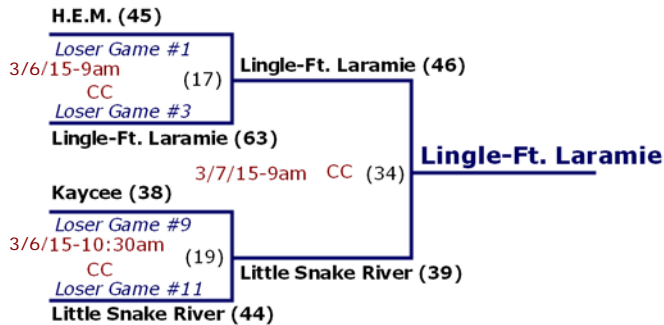 H.E.M. (45)
Loser Game #1
3/6/15-9am
(17)
CC
Loser Game #3
Lingle-Ft. Laramie (63)
Lingle-Ft. Laramie (46)
3/7/15-9am CC (34)
Lingle-Ft. Laramie
Kaycee (38)
Loser Game #9
3/6/15-10:30am
(19)
CC
Loser Game #11
Little Snake River (44)
Little Snake River (39)